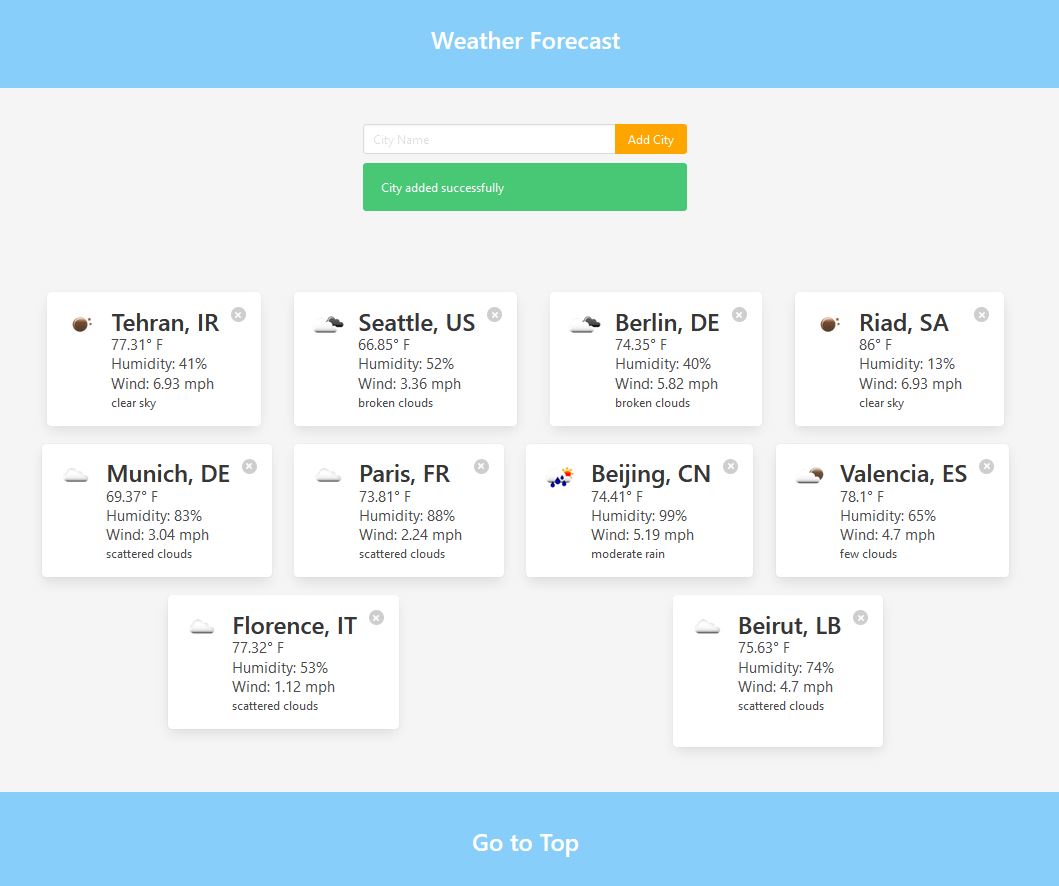 Weather Forecast
City Name
Add City
City added successfully
Tehran, IR
77.31° F
Humidity: 41%
Wind: 6.93 mph
clear sky
Seattle, US
66.85° F
Humidity: 52%
Wind: 3.36 mph
broken clouds
Berlin, DE
74.35° F
Humidity: 40%
Wind: 5.82 mph
broken clouds
Riad, SA
86° F
Humidity: 13%
Wind: 6.93 mph
clear sky
Munich, DE
69.37° F
Humidity: 83%
Wind: 3.04 mph
scattered clouds
Paris, FR
73.81° F
Humidity: 88%
Wind: 2.24 mph
scattered clouds
Beijing, CN
74.41° F
Humidity: 99%
Wind: 5.19 mph
moderate rain
Valencia, ES
78.1° F
Humidity: 65%
Wind: 4.7 mph
few clouds
Florence, IT
77.32° F
Humidity: 53%
Wind: 1.12 mph
scattered clouds
Beirut, LB
75.63° F
Humidity: 74%
Wind: 4.7 mph
scattered clouds
Go to Top